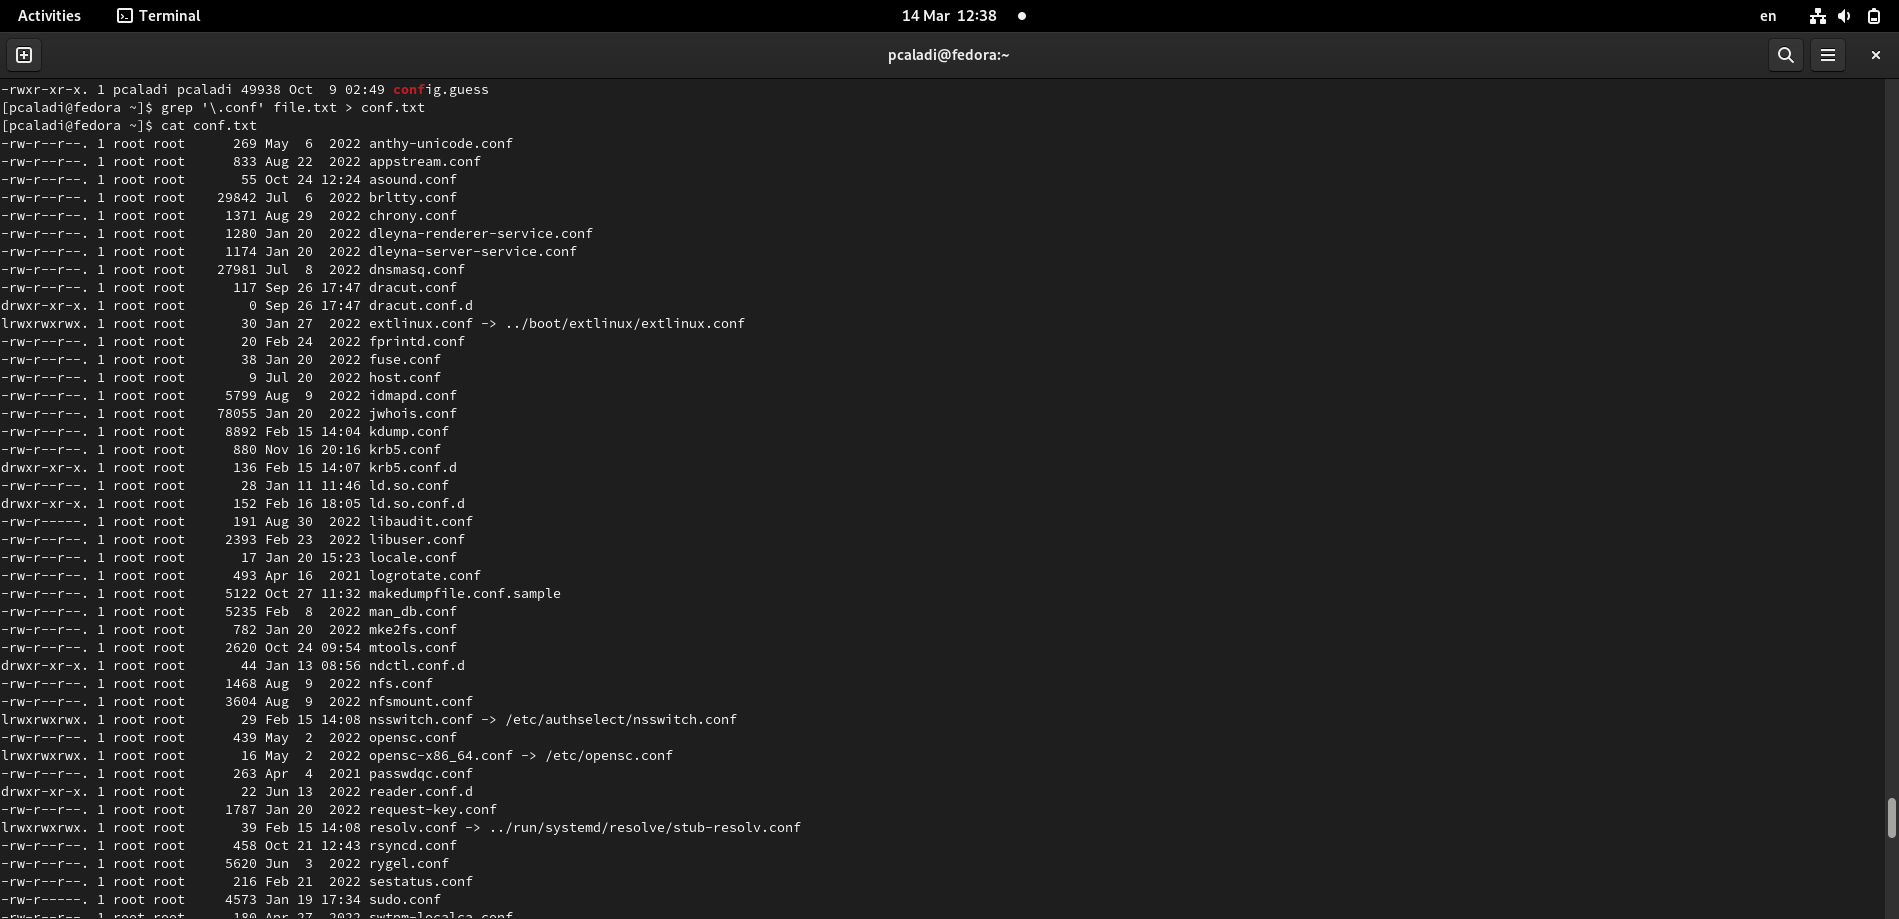 Activities Terminal 14 Mar 12:38 en
pcaladi@fedora:~
-rwxr-xr-x. 1 pcaladi pcaladi 49938 Oct  9 02:49 config.guess
[pcaladi@fedora ~]$ grep '\.conf' file.txt > conf.txt
[pcaladi@fedora ~]$ cat conf.txt
-rw-r--r--. 1 root root      269 May  6  2022 anthy-unicode.conf
-rw-r--r--. 1 root root      833 Aug 22  2022 appstream.conf
-rw-r--r--. 1 root root       55 Oct 24 12:24 asound.conf
-rw-r--r--. 1 root root    29842 Jul  6  2022 brltty.conf
-rw-r--r--. 1 root root     1371 Aug 29  2022 chrony.conf
-rw-r--r--. 1 root root     1280 Jan 20  2022 dleyna-renderer-service.conf
-rw-r--r--. 1 root root     1174 Jan 20  2022 dleyna-server-service.conf
-rw-r--r--. 1 root root    27981 Jul  8  2022 dnsmasq.conf
-rw-r--r--. 1 root root      117 Sep 26 17:47 dracut.conf
drwxr-xr-x. 1 root root        0 Sep 26 17:47 dracut.conf.d
lrwxrwxrwx. 1 root root       30 Jan 27  2022 extlinux.conf -> ../boot/extlinux/extlinux.conf
-rw-r--r--. 1 root root       20 Feb 24  2022 fprintd.conf
-rw-r--r--. 1 root root       38 Jan 20  2022 fuse.conf
-rw-r--r--. 1 root root        9 Jul 20  2022 host.conf
-rw-r--r--. 1 root root     5799 Aug  9  2022 idmapd.conf
-rw-r--r--. 1 root root    78055 Jan 20  2022 jwhois.conf
-rw-r--r--. 1 root root     8892 Feb 15 14:04 kdump.conf
-rw-r--r--. 1 root root      880 Nov 16 20:16 krb5.conf
drwxr-xr-x. 1 root root      136 Feb 15 14:07 krb5.conf.d
-rw-r--r--. 1 root root       28 Jan 11 11:46 ld.so.conf
drwxr-xr-x. 1 root root      152 Feb 16 18:05 ld.so.conf.d
-rw-r-----. 1 root root      191 Aug 30  2022 libaudit.conf
-rw-r--r--. 1 root root     2393 Feb 23  2022 libuser.conf
-rw-r--r--. 1 root root       17 Jan 20 15:23 locale.conf
-rw-r--r--. 1 root root      493 Apr 16  2021 logrotate.conf
-rw-r--r--. 1 root root     5122 Oct 27 11:32 makedumpfile.conf.sample
-rw-r--r--. 1 root root     5235 Feb  8  2022 man_db.conf
-rw-r--r--. 1 root root      782 Jan 20  2022 mke2fs.conf
-rw-r--r--. 1 root root     2620 Oct 24 09:54 mtools.conf
drwxr-xr-x. 1 root root       44 Jan 13 08:56 ndctl.conf.d
-rw-r--r--. 1 root root     1468 Aug  9  2022 nfs.conf
-rw-r--r--. 1 root root     3604 Aug  9  2022 nfsmount.conf
lrwxrwxrwx. 1 root root       29 Feb 15 14:08 nsswitch.conf -> /etc/authselect/nsswitch.conf
-rw-r--r--. 1 root root      439 May  2  2022 opensc.conf
lrwxrwxrwx. 1 root root       16 May  2  2022 opensc-x86_64.conf -> /etc/opensc.conf
-rw-r--r--. 1 root root      263 Apr  4  2021 passwdqc.conf
drwxr-xr-x. 1 root root       22 Jun 13  2022 reader.conf.d
-rw-r--r--. 1 root root     1787 Jan 20  2022 request-key.conf
lrwxrwxrwx. 1 root root       39 Feb 15 14:08 resolv.conf -> ../run/systemd/resolve/stub-resolv.conf
-rw-r--r--. 1 root root      458 Oct 21 12:43 rsyncd.conf
-rw-r--r--. 1 root root     5620 Jun  3  2022 rygel.conf
-rw-r--r--. 1 root root      216 Feb 21  2022 sestatus.conf
-rw-r-----. 1 root root     4573 Jan 19 17:34 sudo.conf
-rw-r--r--. 1 root root      180 Apr 27  2022 swtpm-localca.conf